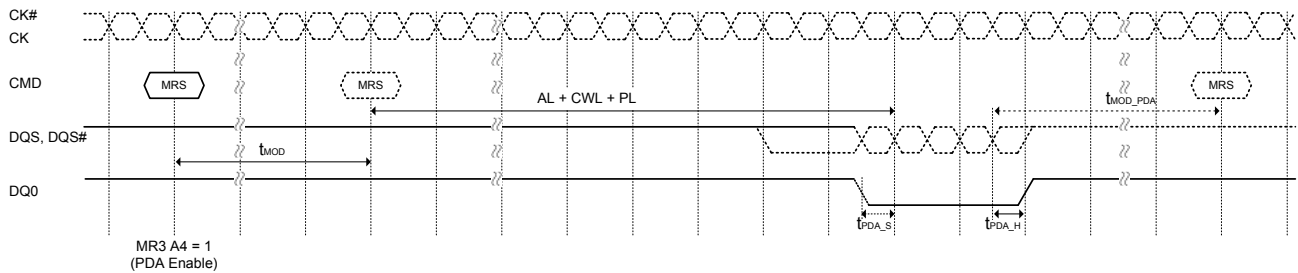 CK#
CK
CMD
MRS
MRS
MRS
AL + CWL + PL
tMOD_PDA
DQS, DQS#
tMOD
DQ0
tPDA_S
tPDA_H
MR3 A4 = 1
(PDA Enable)